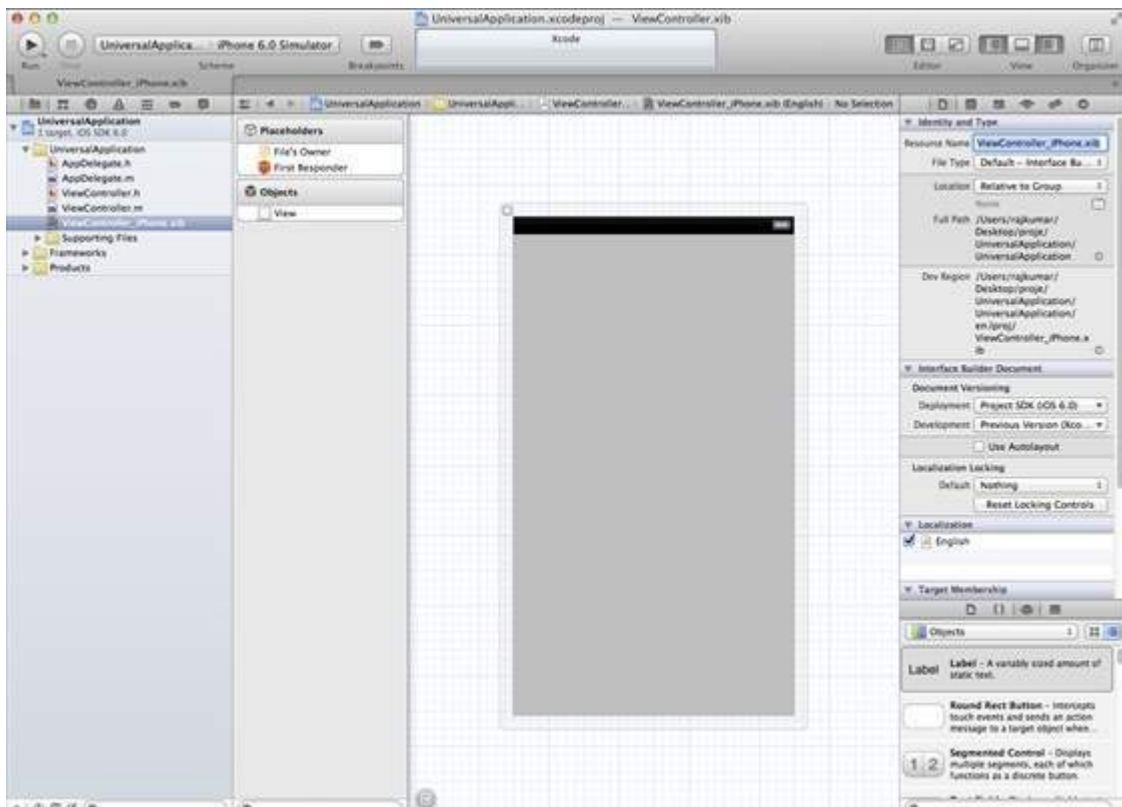 UniversalApplication.xcodeproj — ViewController.xib
UniversalApplica... iPhone 6.0 Simulator
Xcode
Run
Scheme
Breakpoints
Editor
View
Organizer
ViewController_iPhone.xib
UniversalApplication
UniversalAppli...
ViewController...
ViewController_iPhone.xib (English)
No Selection
UniversalApplication
1 target, iOS SDK 6.0
UniversalApplication
AppDelegate.h
AppDelegate.m
ViewController.h
ViewController.m
ViewController_iPhone.xib
Supporting Files
Frameworks
Products
Placeholders
File's Owner
First Responder
Objects
View
Identity and Type
Resource Name ViewController_iPhone.xib
File Type Default - Interface Bu...
Location Relative to Group
None
Full Path /Users/rajkumar/
Desktop/proje/
UniversalApplication/
UniversalApplication
Dev Region /Users/rajkumar/
Desktop/proje/
UniversalApplication/
UniversalApplication/
en.lproj/
ViewController_iPhone.x
ib
Interface Builder Document
Document Versioning
Deployment Project SDK (iOS 6.0)
Development Previous Version (Xco...
Use Autolayout
Localization Locking
Default Nothing
Reset Locking Controls
Localization
English
Target Membership
Objects
Label
Label - A variably sized amount of
static text.
Round Rect Button - Intercepts
touch events and sends an action
message to a target object when...
1 2
Segmented Control - Displays
multiple segments, each of which
functions as a discrete button.